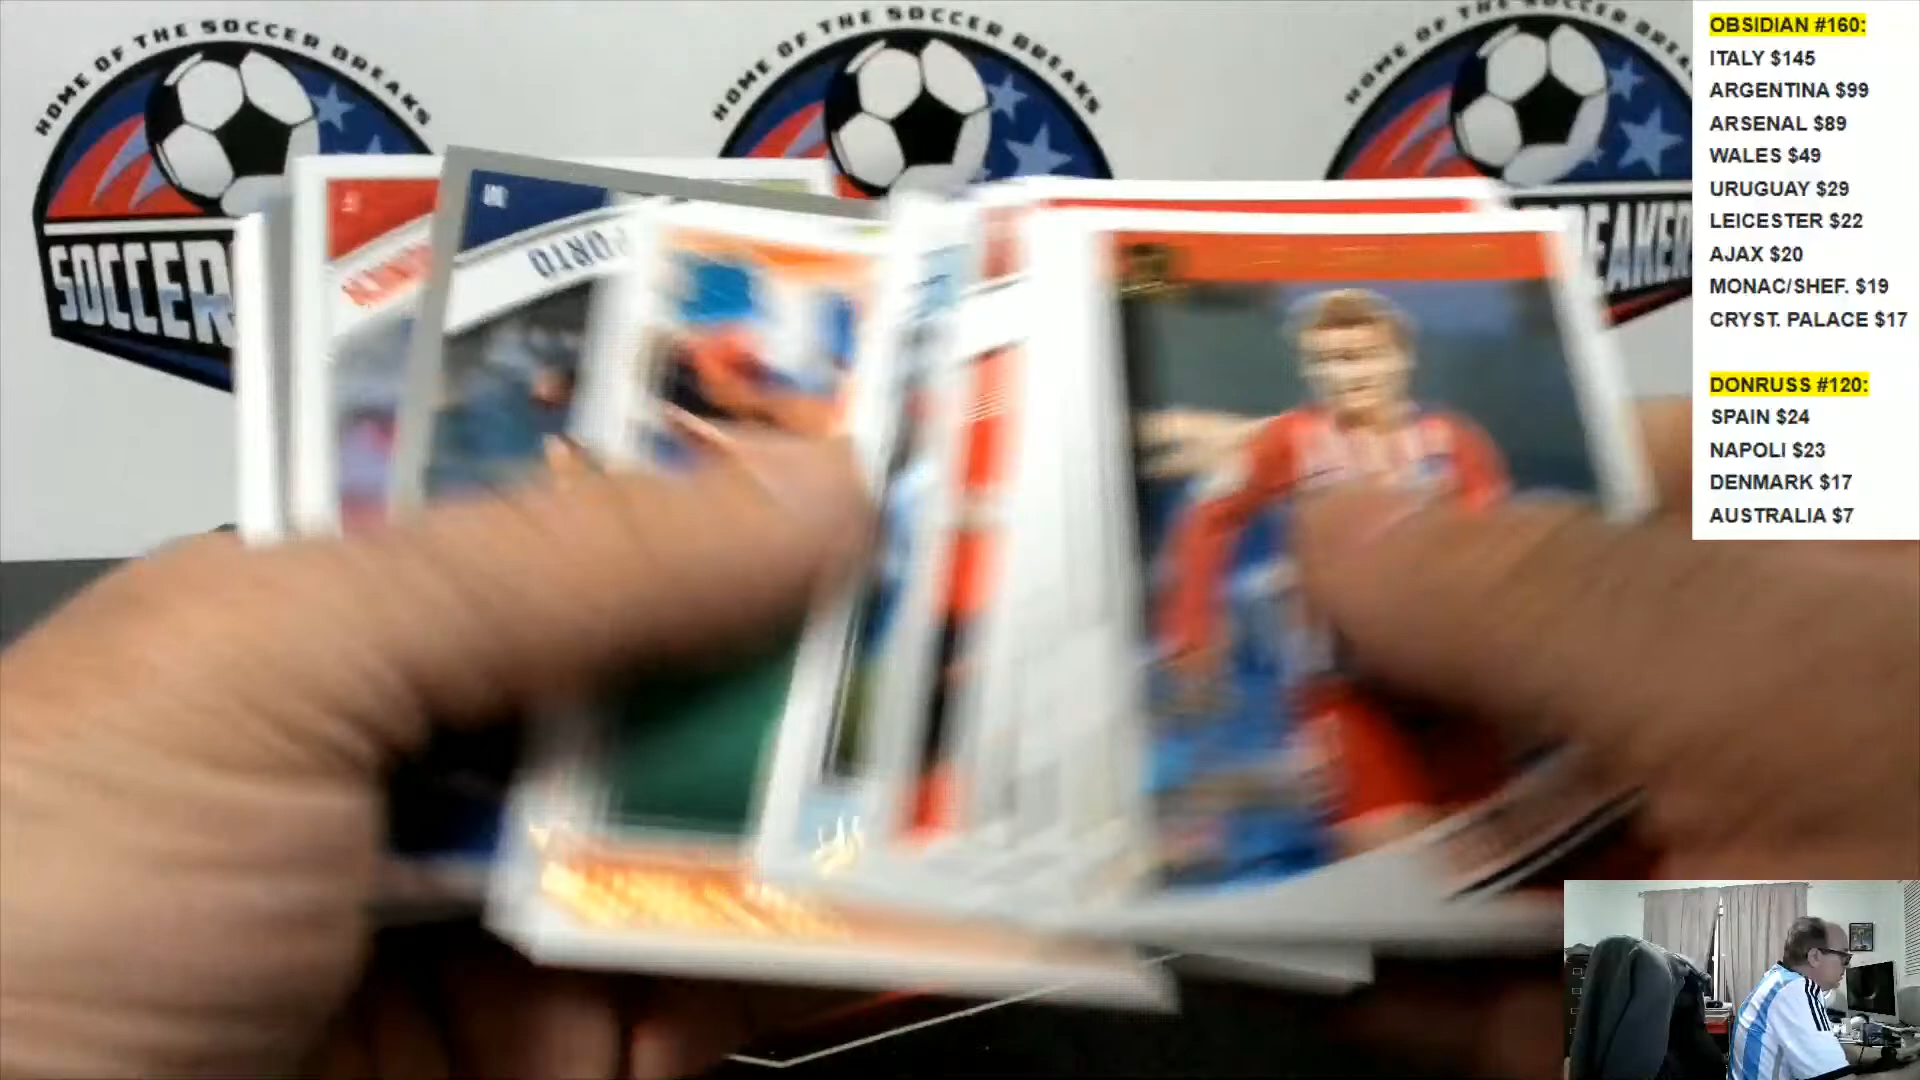 HOME OF THE SOCCER BREAKS
HOME OF THE SOCCER BREAKS
HOME OF THE SOCCER
SOCCER
PORTO
OBSIDIAN #160:
ITALY $145
ARGENTINA $99
ARSENAL $89
WALES $49
URUGUAY $29
LEICESTER $22
AJAX $20
MONAC/SHEF. $19
CRYST. PALACE $17
DONRUSS #120:
SPAIN $24
NAPOLI $23
DENMARK $17
AUSTRALIA $7